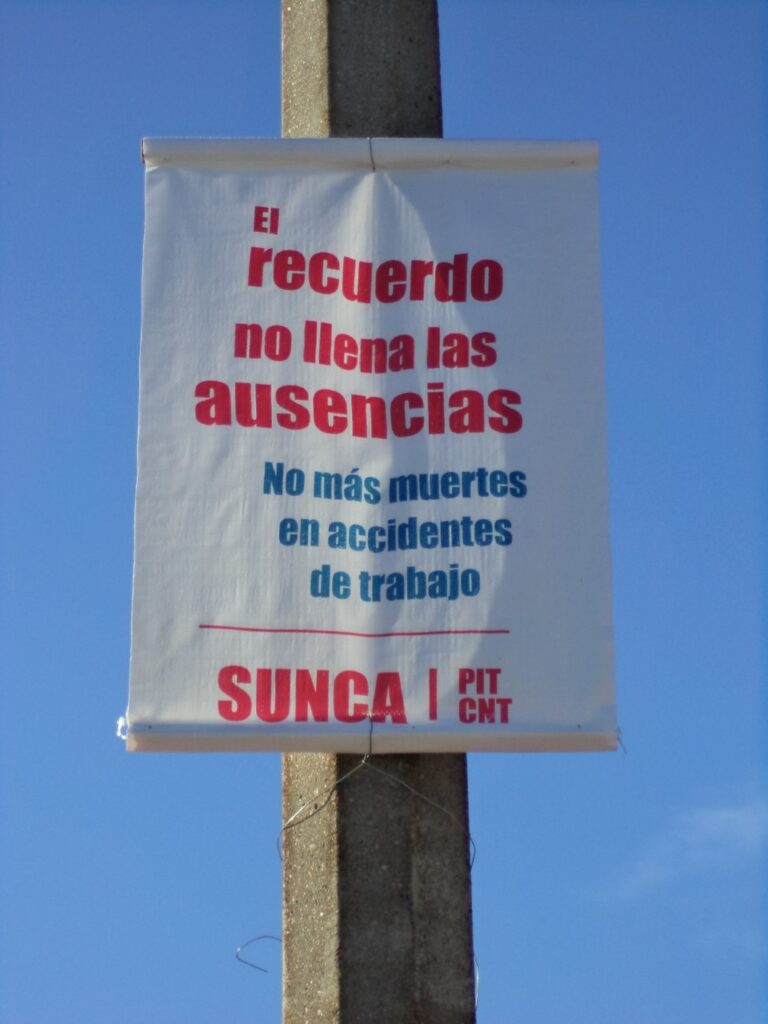 El
recuerdo
no llena las
ausencias
No más muertes
en accidentes
de trabajo
SUNCA | PIT
CNT